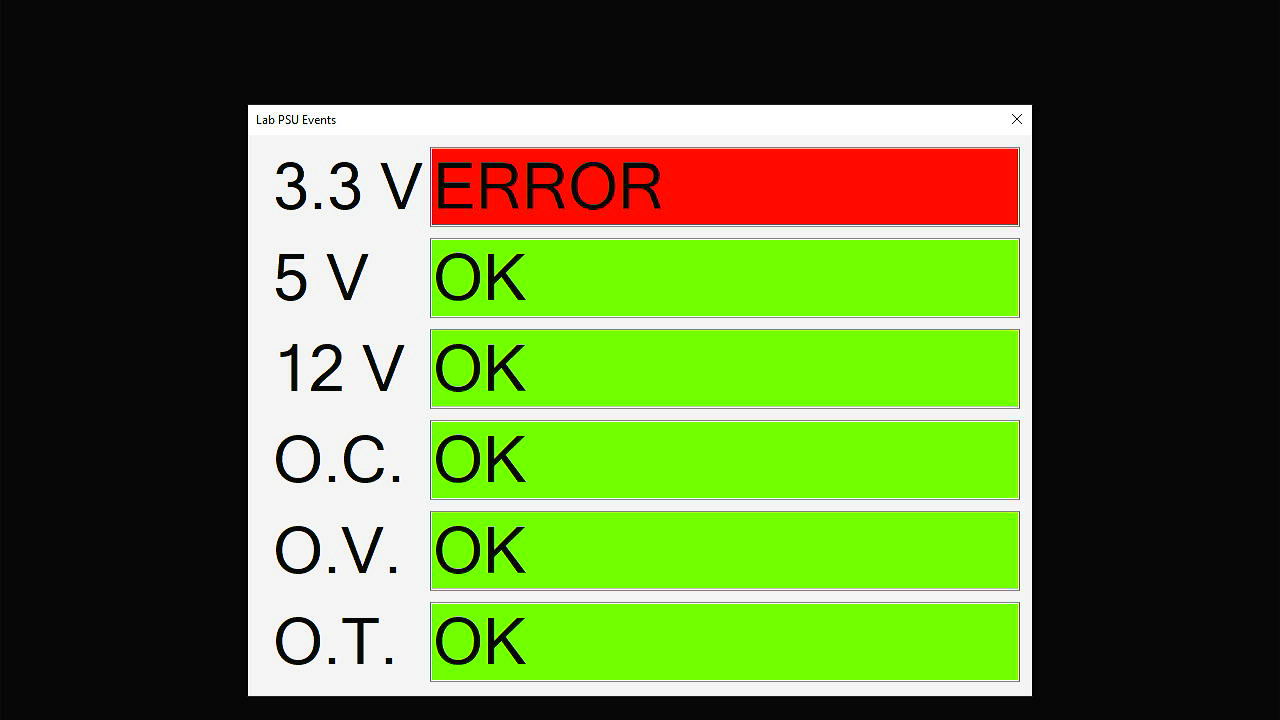 Lab PSU Events
3.3 V ERROR
5 V OK
12 V OK
O.C. OK
O.V. OK
O.T. OK